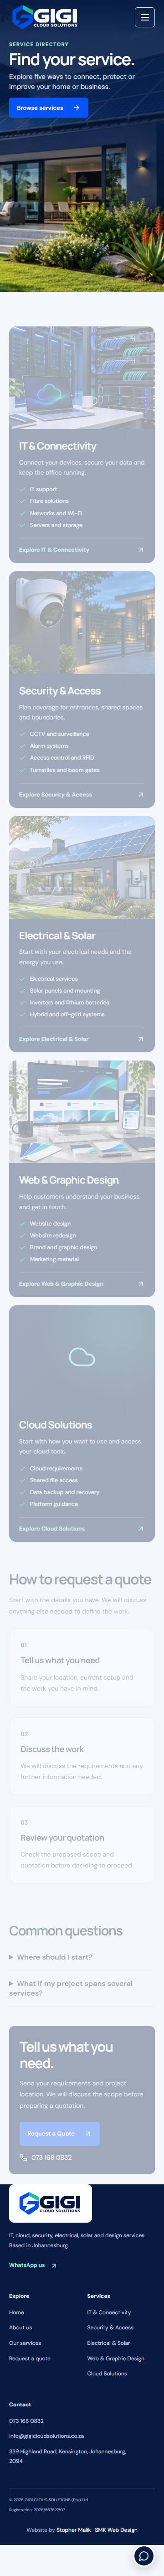 GIGI
CLOUD SOLUTIONS
SERVICE DIRECTORY
Find your service.
Explore five ways to connect, protect or
improve your home or business.
Browse services
IT & Connectivity
Connect your devices, secure your data and
keep the office running.
IT support
Fibre solutions
Networks and Wi-Fi
Servers and storage
Explore IT & Connectivity
Security & Access
Plan coverage for entrances, shared spaces
and boundaries.
CCTV and surveillance
Alarm systems
Access control and RFID
Turnstiles and boom gates
Explore Security & Access
Electrical & Solar
Start with your electrical needs and the
energy you use.
Electrical services
Solar panels and mounting
Inverters and lithium batteries
Hybrid and off-grid systems
Explore Electrical & Solar
Web & Graphic Design
Help customers understand your business
and get in touch.
Website design
Website redesign
Brand and graphic design
Marketing material
Explore Web & Graphic Design
Cloud Solutions
Start with how you want to use and access
your cloud tools.
Cloud requirements
Shared file access
Data backup and recovery
Platform guidance
Explore Cloud Solutions
How to request a quote
Start with the details you have. We will discuss
anything else needed to define the work.
01
Tell us what you need
Share your location, current setup and
the work you have in mind.
02
Discuss the work
We will discuss the requirements and any
further information needed.
03
Review your quotation
Check the proposed scope and
quotation before deciding to proceed.
Common questions
Where should I start?
What if my project spans several
services?
Tell us what you
need.
Send your requirements and project
location. We will discuss the scope before
preparing a quotation.
Request a Quote
073 168 0832
GIGI
CLOUD SOLUTIONS
IT, cloud, security, electrical, solar and design services.
Based in Johannesburg.
WhatsApp us
Explore
Services
Home
IT & Connectivity
About us
Security & Access
Our services
Electrical & Solar
Request a quote
Web & Graphic Design
Cloud Solutions
Contact
073 168 0832
info@gigicloudsolutions.co.za
339 Highland Road, Kensington, Johannesburg,
2094
© 2026 GIGI CLOUD SOLUTIONS (Pty) Ltd
Registration:
Website by Stopher Malik · SMK Web Design